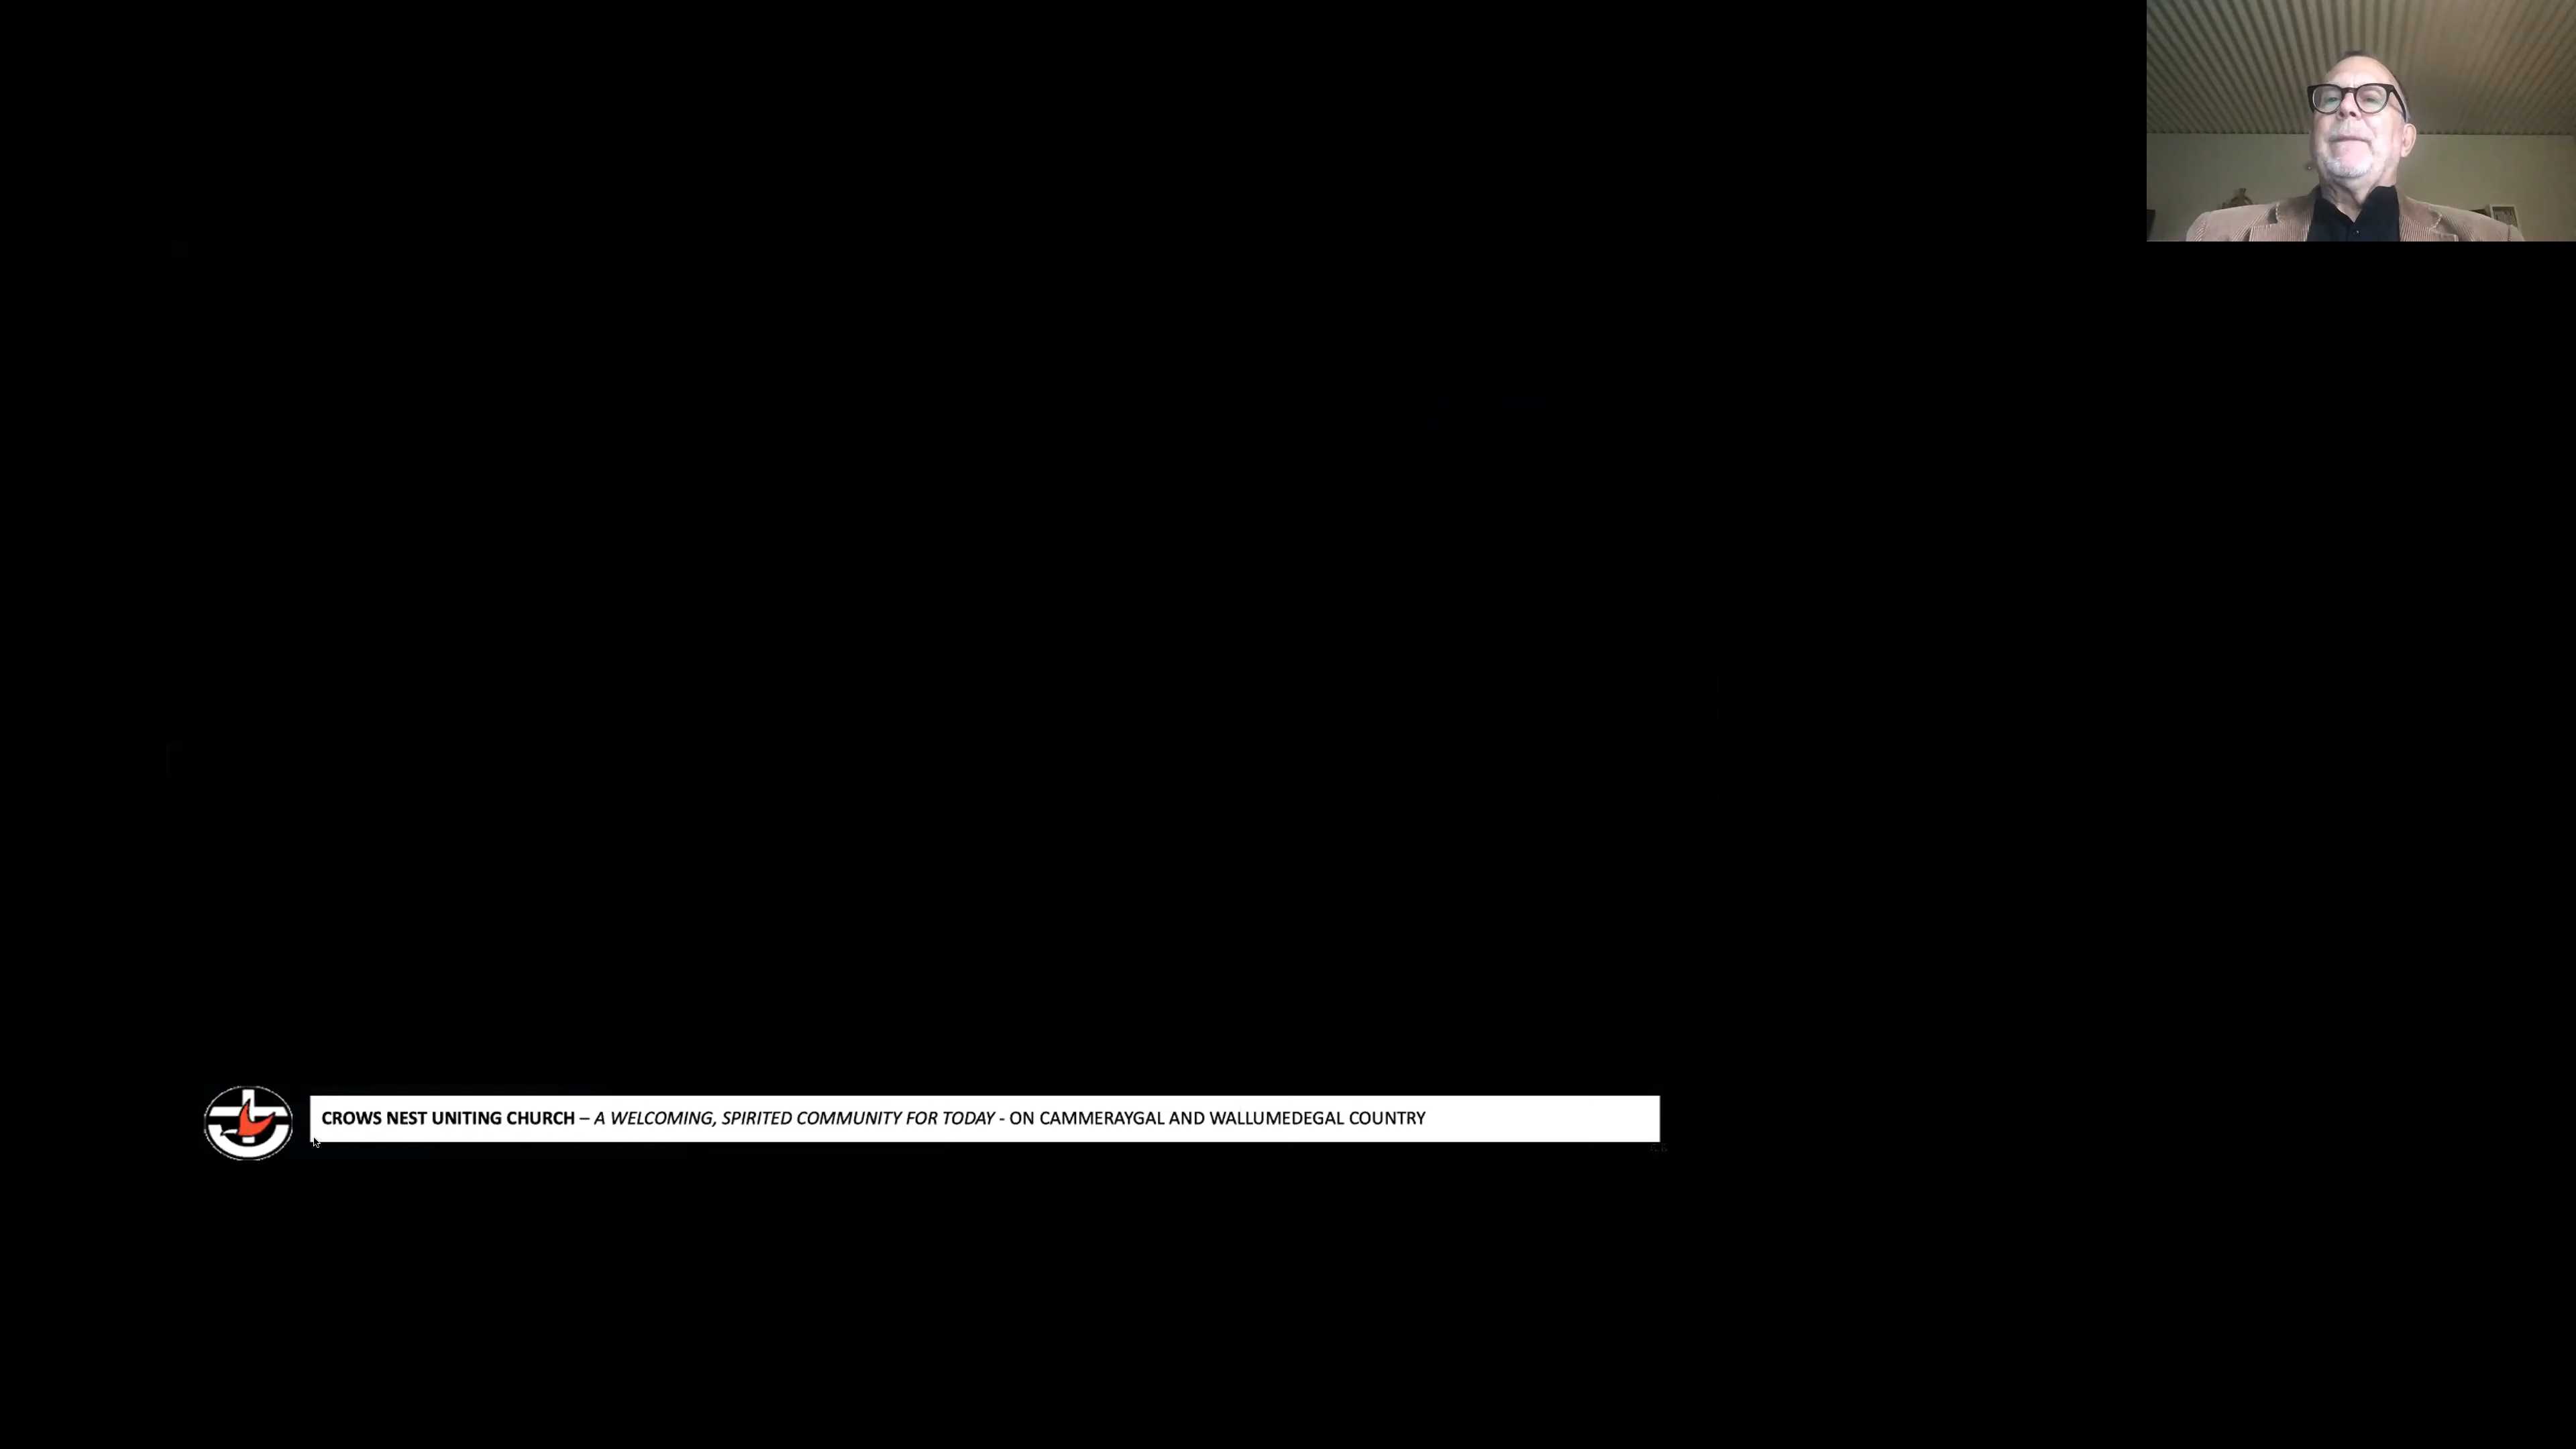 CROWS NEST UNITING CHURCH – A WELCOMING, SPIRITED COMMUNITY FOR TODAY - ON CAMMERAYGAL AND WALLUMEDEGAL COUNTRY